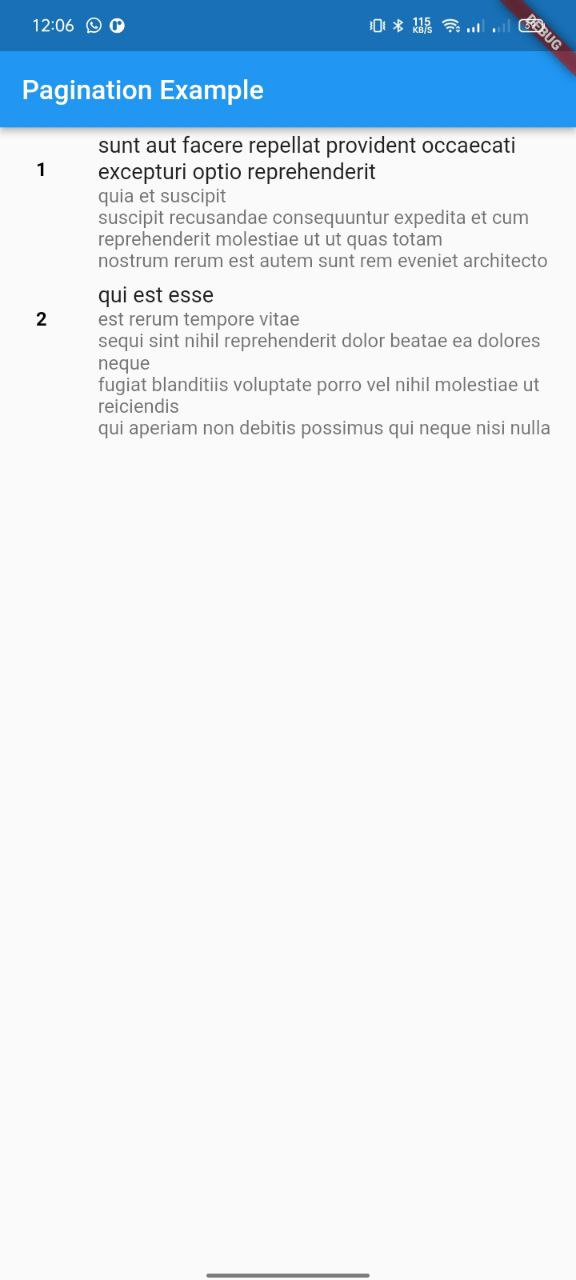 12:06
115
KB/S
DEBUG
Pagination Example
1
sunt aut facere repellat provident occaecati
excepturi optio reprehenderit
quia et suscipit
suscipit recusandae consequuntur expedita et cum
reprehenderit molestiae ut ut quas totam
nostrum rerum est autem sunt rem eveniet architecto
2
qui est esse
est rerum tempore vitae
sequi sint nihil reprehenderit dolor beatae ea dolores
neque
fugiat blanditiis voluptate porro vel nihil molestiae ut
reiciendis
qui aperiam non debitis possimus qui neque nisi nulla